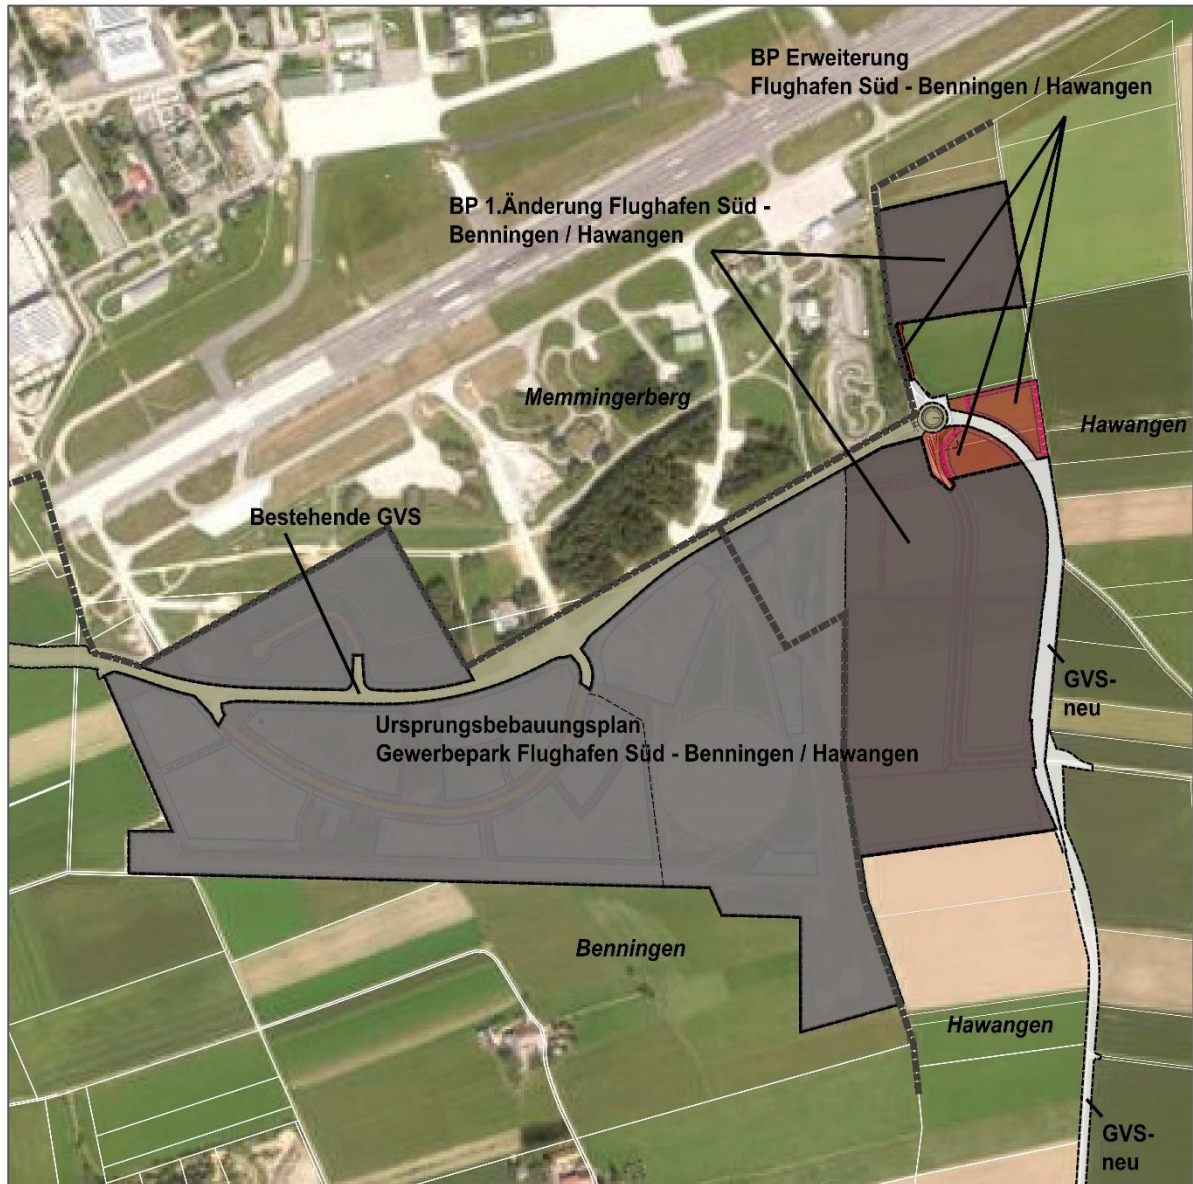 BP Erweiterung
Flughafen Süd - Benningen / Hawangen
BP 1.Änderung Flughafen Süd -
Benningen / Hawangen
Memmingerberg
Hawangen
Bestehende GVS
GVS-
neu
Ursprungsbebauungsplan
Gewerbepark Flughafen Süd - Benningen / Hawangen
Benningen
Hawangen
GVS-
neu